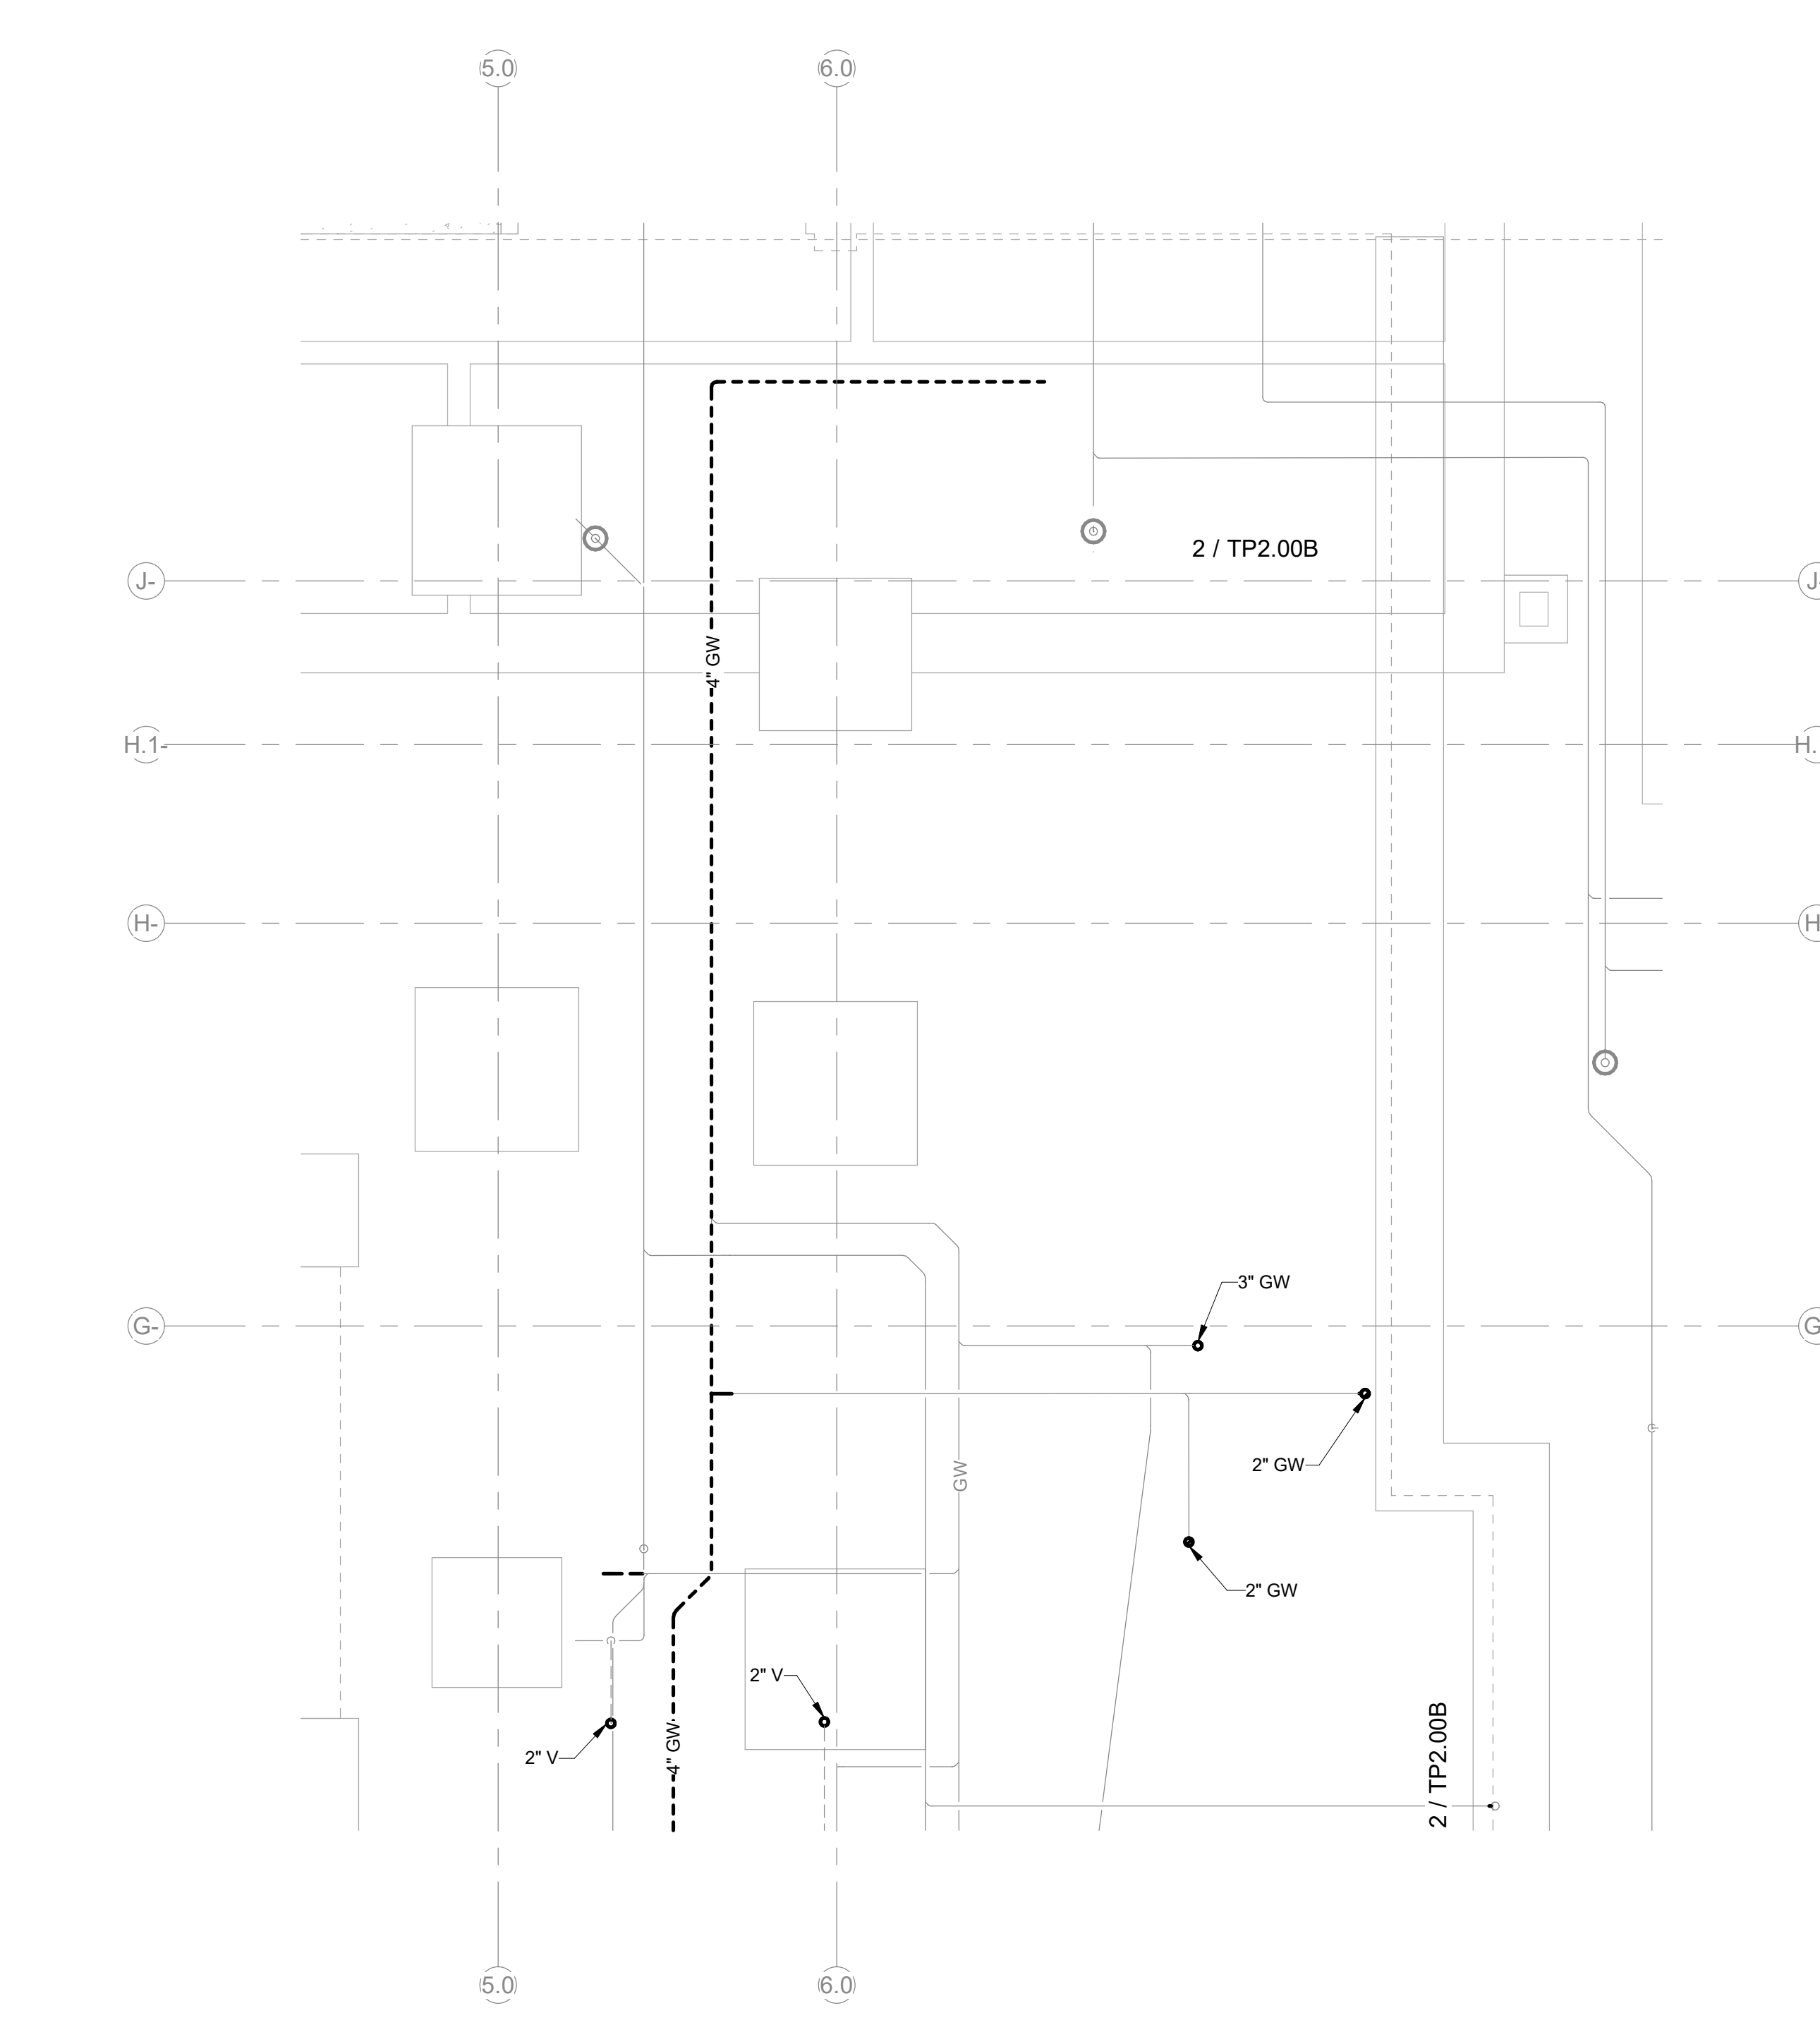 5.0
6.0
2 / TP2.00B
J-
J-
4" GW
H.1-
H.
H-
H
3" GW
G-
G
GW
2" GW
2" GW
2" V
4" GW
2" V
2 / TP2.00B
5.0
6.0